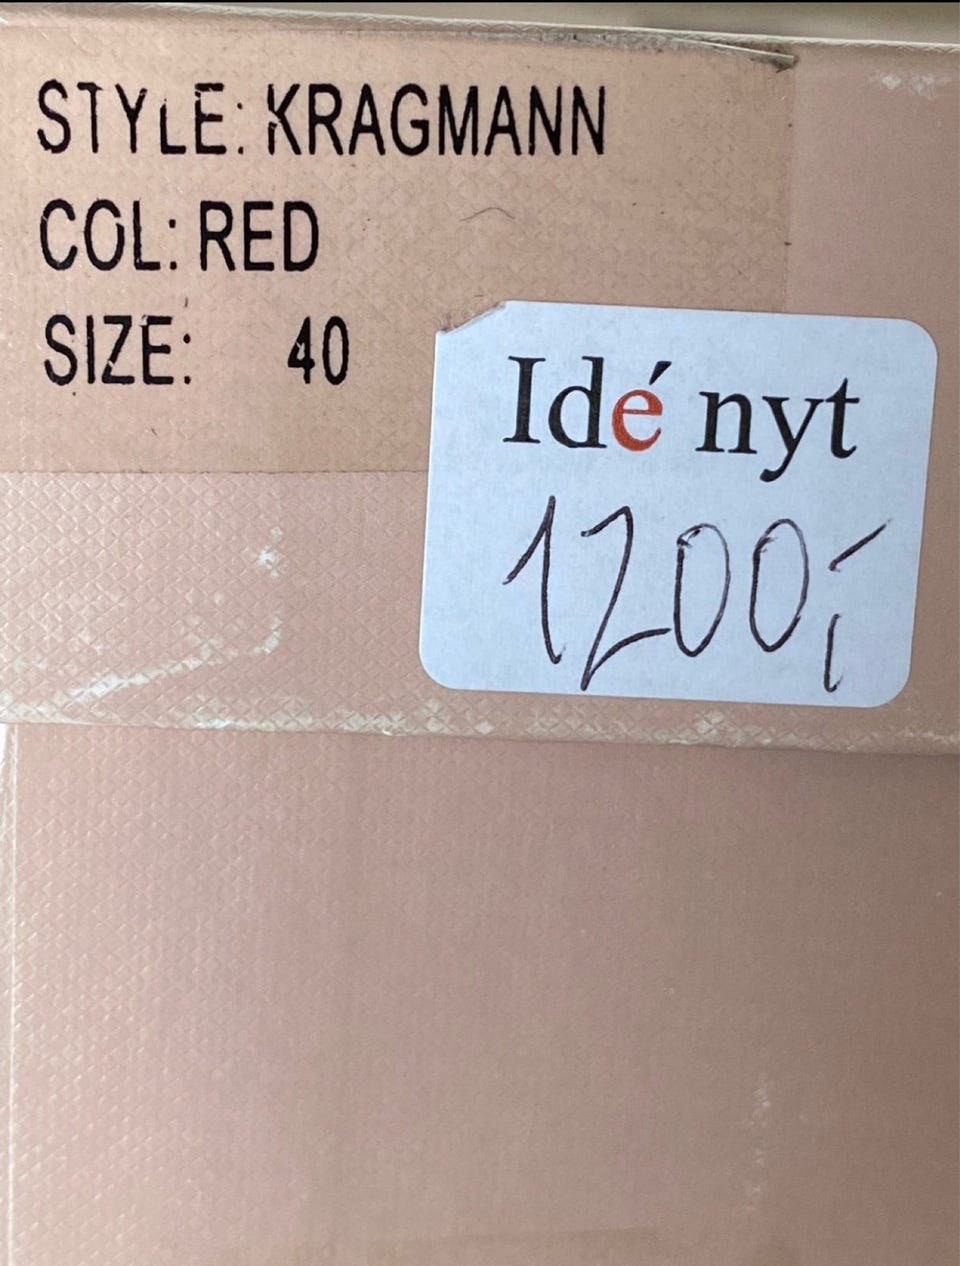 STYLE: KRAGMANN
COL: RED
SIZE: 40
Idé nyt
1200,-